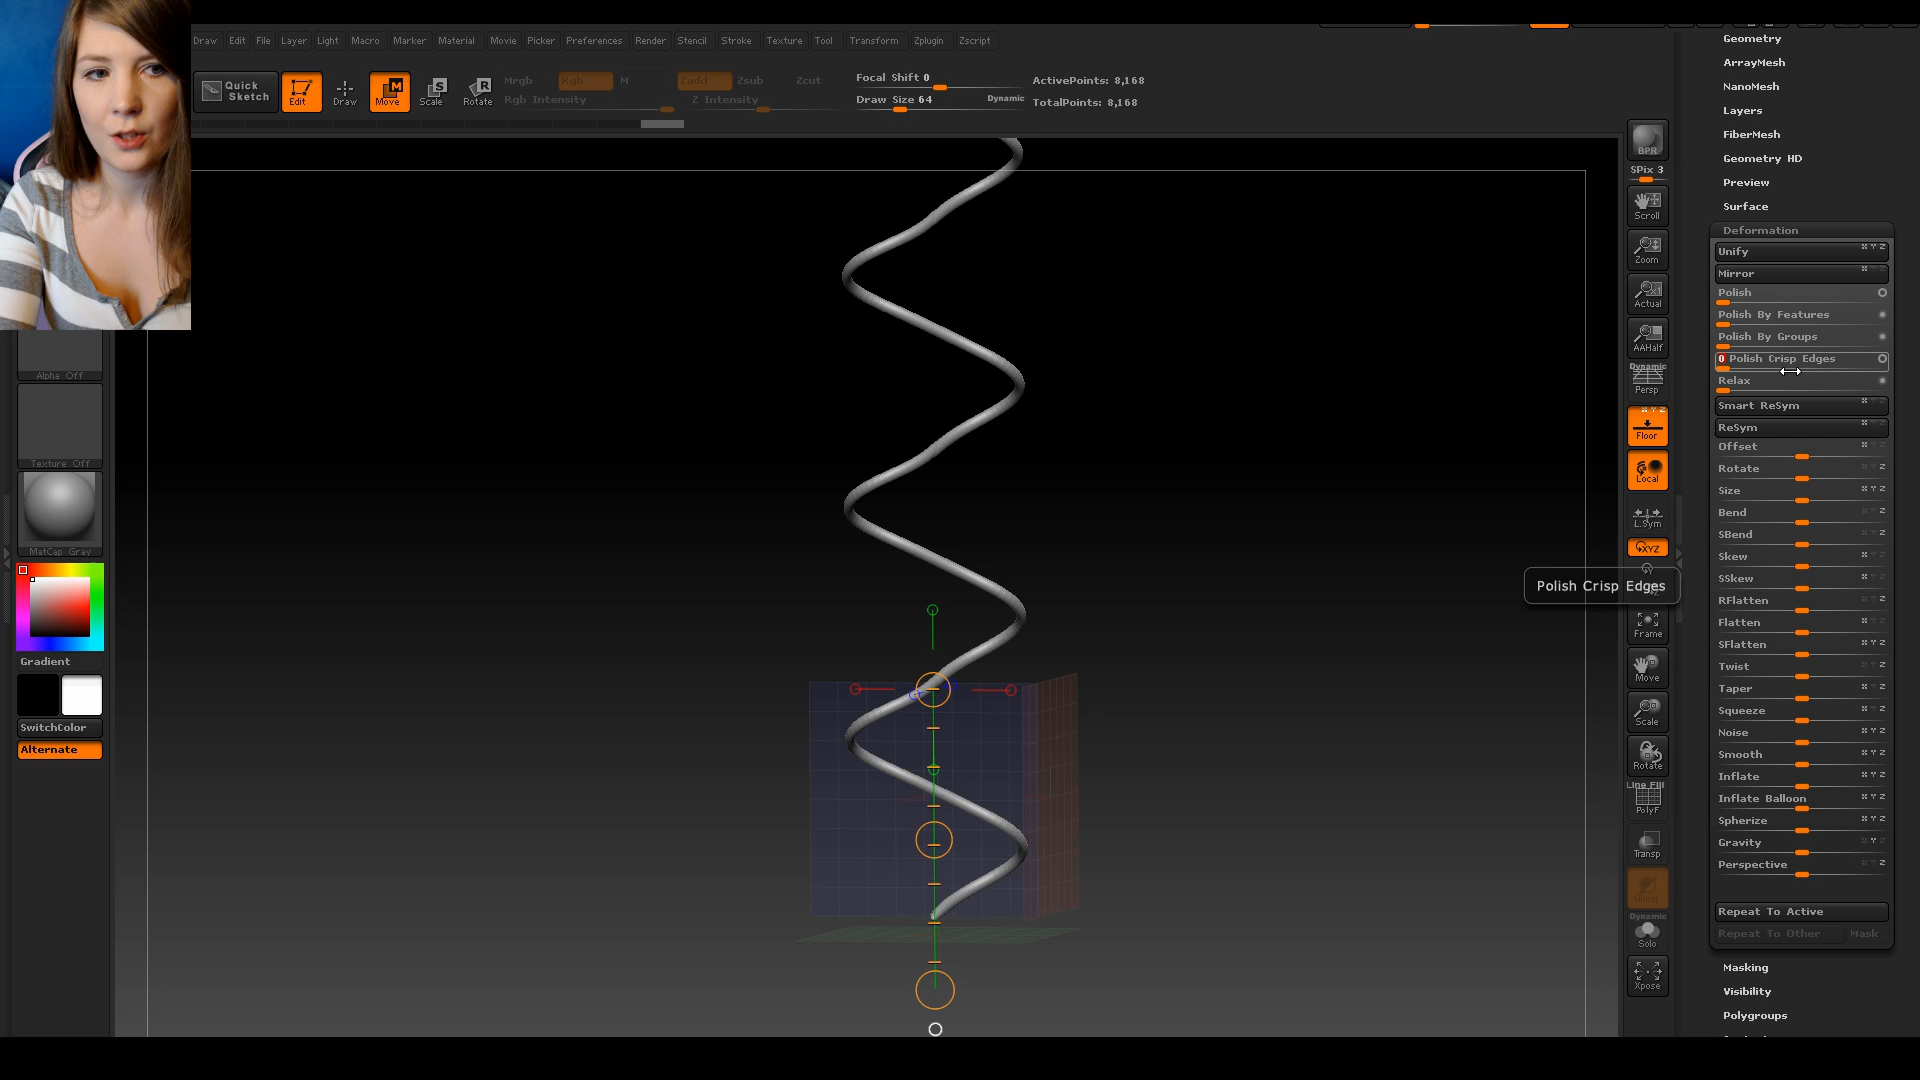 Draw Edit File Layer Light Macro Marker Material Movie Picker Preferences Render Stencil Stroke Texture Tool Transform Zplugin Zscript
Quick Sketch
Edit
Draw
M
Move
S
Scale
R
Rotate
Mrgb Rgb M
Rgb Intensity
Zadd Zsub Zcut
Z Intensity
Focal Shift 0
Draw Size 64
Dynamic
ActivePoints: 8,168
TotalPoints: 8,168
Alpha Off
Texture Off
MatCap Gray
Gradient
SwitchColor
Alternate
BPR
SPix 3
Scroll
Zoom
Actual
AAHalf
Dynamic
Persp
Floor
Local
L.Sym
XYZ
Frame
Move
Scale
Rotate
Line Fill
PolyF
Transp
Ghost
Dynamic
Solo
Xpose
Polish Crisp Edges
Geometry
ArrayMesh
NanoMesh
Layers
FiberMesh
Geometry HD
Preview
Surface
Deformation
Unify X Y Z
Mirror X Y Z
Polish
Polish By Features
Polish By Groups
0 Polish Crisp Edges
Relax
Smart ReSym X Y Z
ReSym X Y Z
Offset X Y Z
Rotate X Y Z
Size X Y Z
Bend X Y Z
SBend X Y Z
Skew X Y Z
SSkew X Y Z
RFlatten X Y Z
Flatten X Y Z
SFlatten X Y Z
Twist X Y Z
Taper X Y Z
Squeeze X Y Z
Noise X Y Z
Smooth X Y Z
Inflate X Y Z
Inflate Balloon X Y Z
Spherize X Y Z
Gravity X Y Z
Perspective X Y Z
Repeat To Active
Repeat To Other Mask
Masking
Visibility
Polygroups